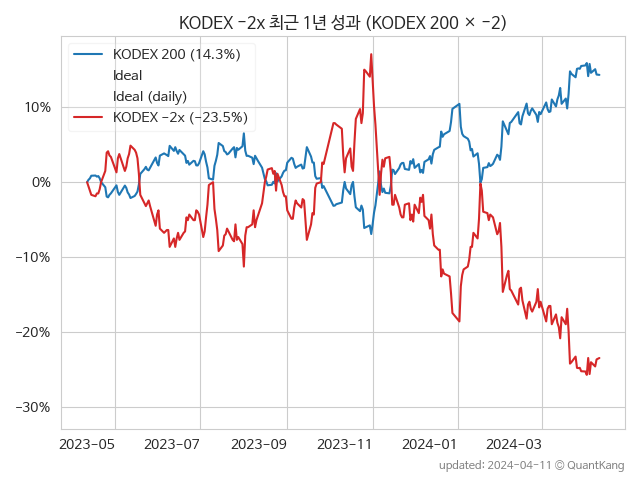 KODEX −2x 최근 1년 성과 (KODEX 200 × −2)
KODEX 200 (14.3%)
Ideal
Ideal (daily)
KODEX −2x (−23.5%)
10%
0%
−10%
−20%
−30%
2023-05 2023-07 2023-09 2023-11 2024-01 2024-03
updated: 2024-04-11 © QuantKang